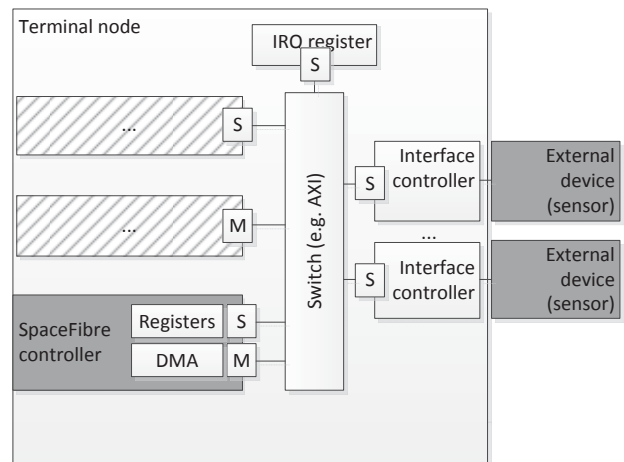 Terminal node
IRO register
S
... S
... M
Switch (e.g. AXI)
S Interface
controller
External
device
(sensor)
...
S Interface
controller
External
device
(sensor)
SpaceFibre
controller
Registers S
DMA M